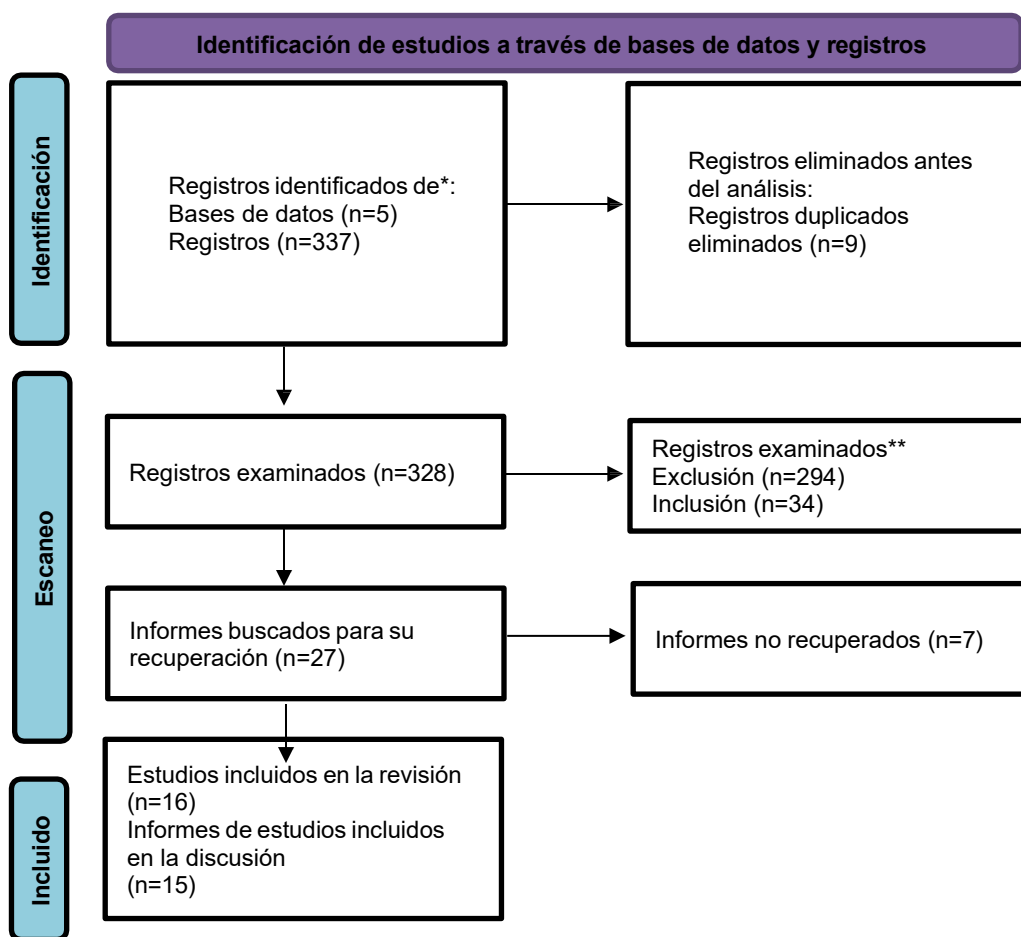 Identificación de estudios a través de bases de datos y registros
Identificación
Registros identificados de*:
Bases de datos (n=5)
Registros (n=337)
Registros eliminados antes
del análisis:
Registros duplicados
eliminados (n=9)
Escaneo
Registros examinados (n=328)
Registros examinados**
Exclusión (n=294)
Inclusión (n=34)
Informes buscados para su
recuperación (n=27)
Informes no recuperados (n=7)
Incluido
Estudios incluidos en la revisión
(n=16)
Informes de estudios incluidos
en la discusión
(n=15)